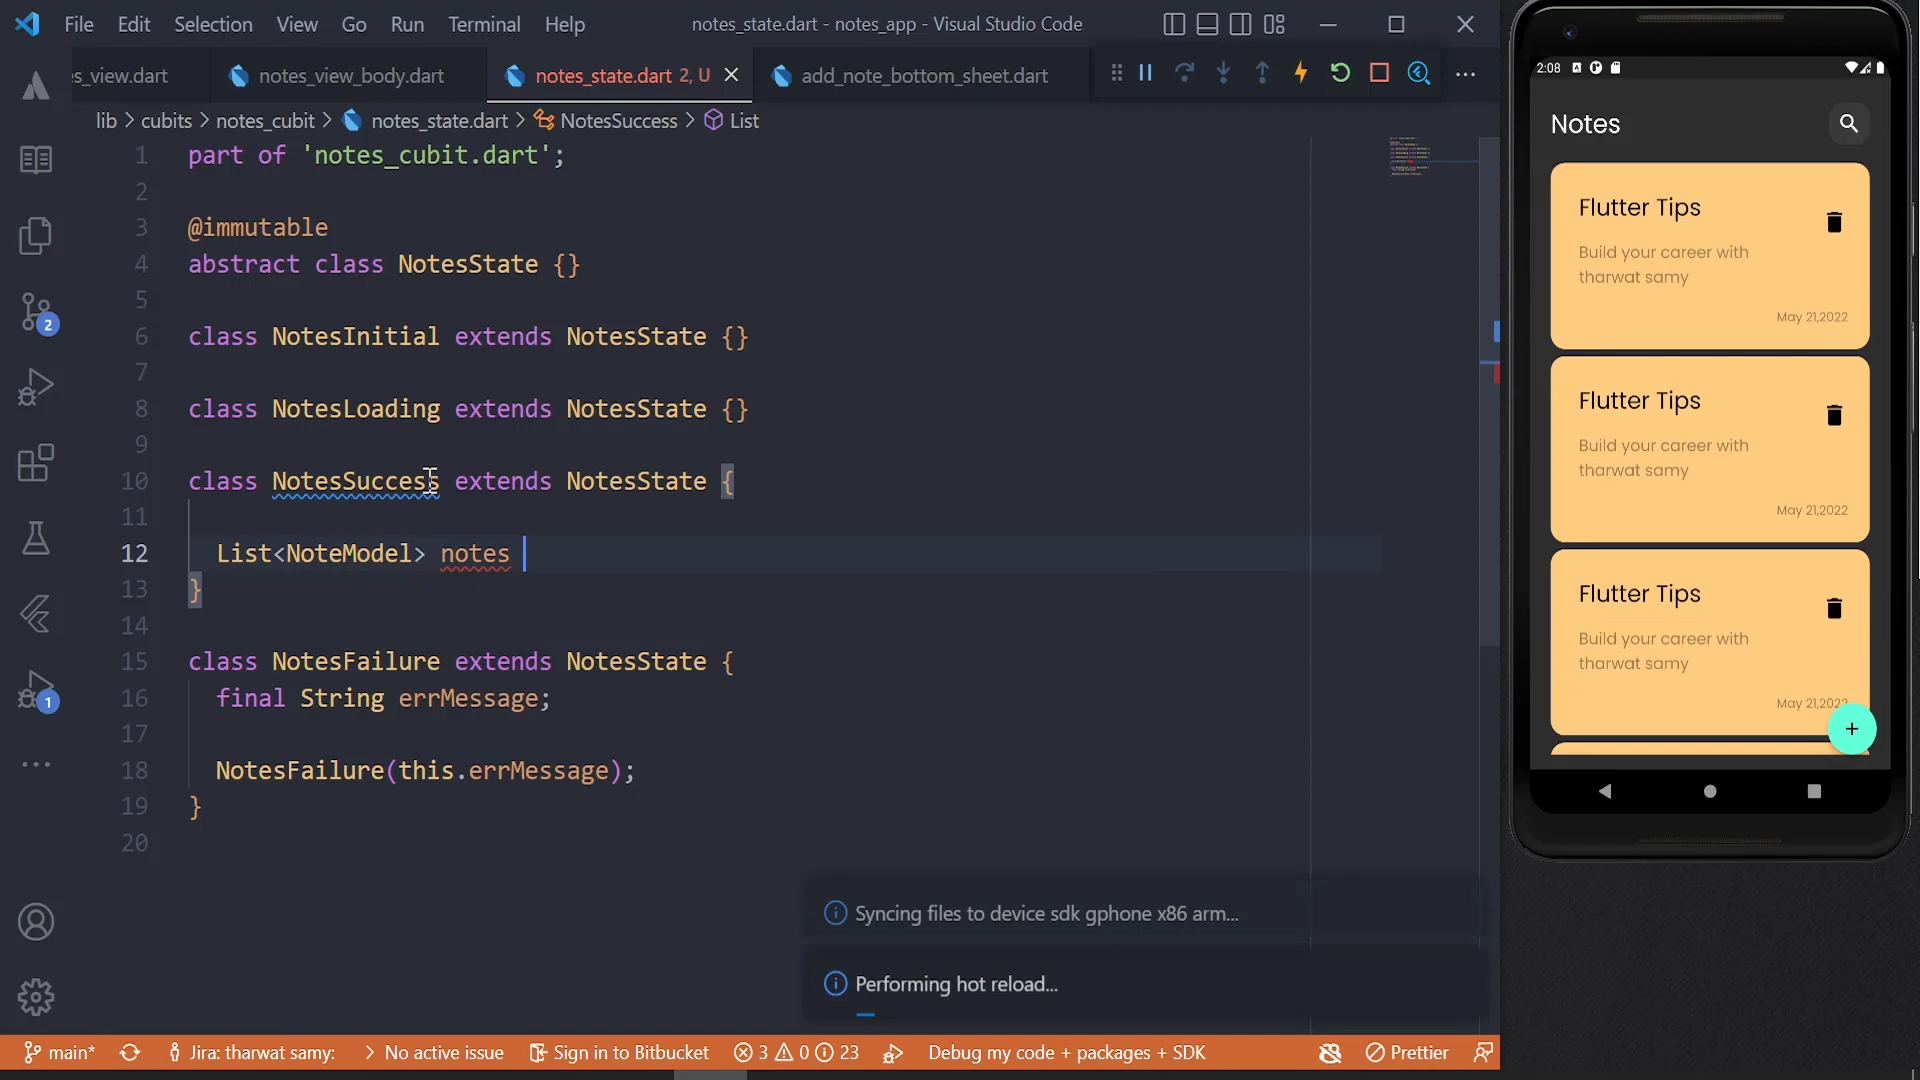 File Edit Selection View Go Run Terminal Help
notes_state.dart - notes_app - Visual Studio Code
s_view.dart
notes_view_body.dart
notes_state.dart 2, U
add_note_bottom_sheet.dart
lib > cubits > notes_cubit > notes_state.dart > NotesSuccess > List
1 part of 'notes_cubit.dart';
2
3 @immutable
4 abstract class NotesState {}
5
6 class NotesInitial extends NotesState {}
7
8 class NotesLoading extends NotesState {}
9
10 class NotesSuccess extends NotesState {
11
12 List<NoteModel> notes
13 }
14
15 class NotesFailure extends NotesState {
16 final String errMessage;
17
18 NotesFailure(this.errMessage);
19 }
20
2
1
Syncing files to device sdk gphone x86 arm...
Performing hot reload...
main*
Jira: tharwat samy:
No active issue
Sign in to Bitbucket
3 0 23
Debug my code + packages + SDK
Prettier
2:08
Notes
Flutter Tips
Build your career with
tharwat samy
May 21,2022
Flutter Tips
Build your career with
tharwat samy
May 21,2022
Flutter Tips
Build your career with
tharwat samy
May 21,2022
+